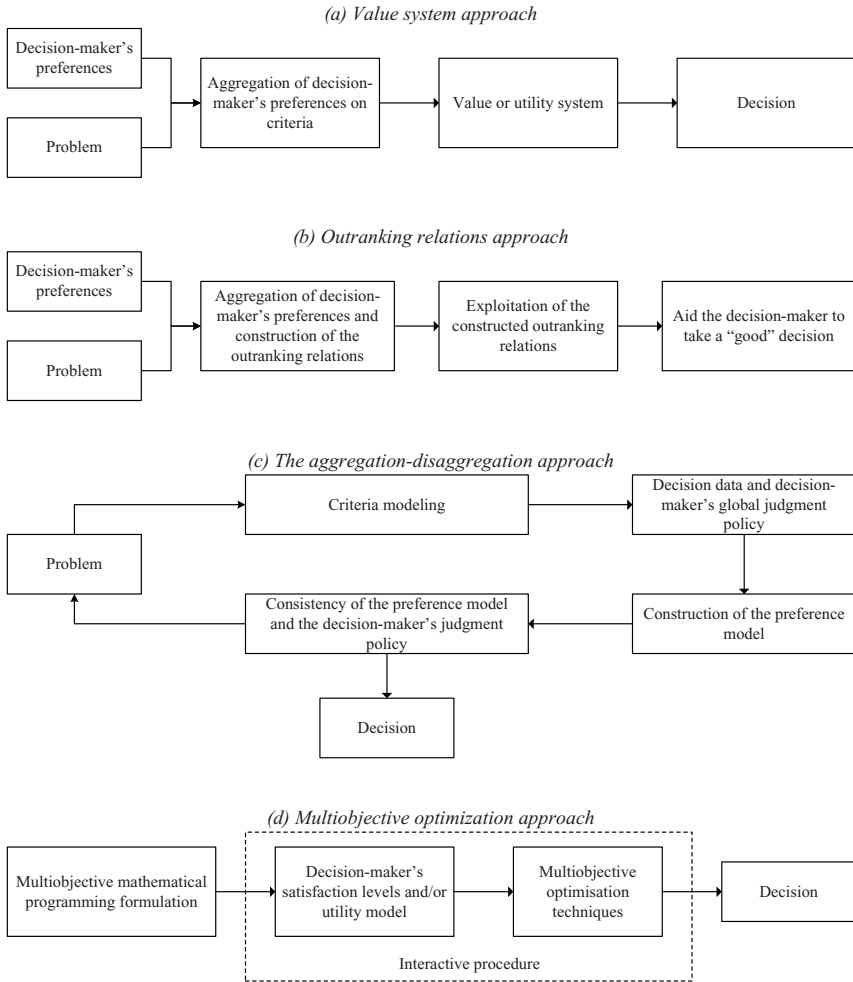 (a) Value system approach
Decision-maker's
preferences
Problem
Aggregation of decision-
maker's preferences on
criteria
Value or utility system
Decision
(b) Outranking relations approach
Decision-maker's
preferences
Problem
Aggregation of decision-
maker's preferences and
construction of the
outranking relations
Exploitation of the
constructed outranking
relations
Aid the decision-maker to
take a “good” decision
(c) The aggregation-disaggregation approach
Problem
Criteria modeling
Decision data and decision-
maker's global judgment
policy
Construction of the preference
model
Consistency of the preference model
and the decision-maker's judgment
policy
Decision
(d) Multiobjective optimization approach
Multiobjective mathematical
programming formulation
Decision-maker's
satisfaction levels and/or
utility model
Multiobjective
optimisation
techniques
Decision
Interactive procedure